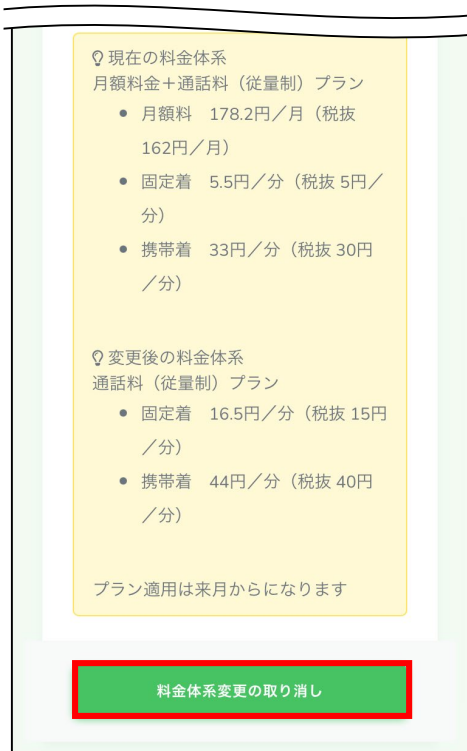 現在の料金体系
月額料金＋通話料（従量制）プラン
• 月額料　178.2円／月（税抜
162円／月）
• 固定着　5.5円／分（税抜 5円／
分）
• 携帯着　33円／分（税抜 30円
／分）
変更後の料金体系
通話料（従量制）プラン
• 固定着　16.5円／分（税抜 15円
／分）
• 携帯着　44円／分（税抜 40円
／分）
プラン適用は来月からになります
料金体系変更の取り消し